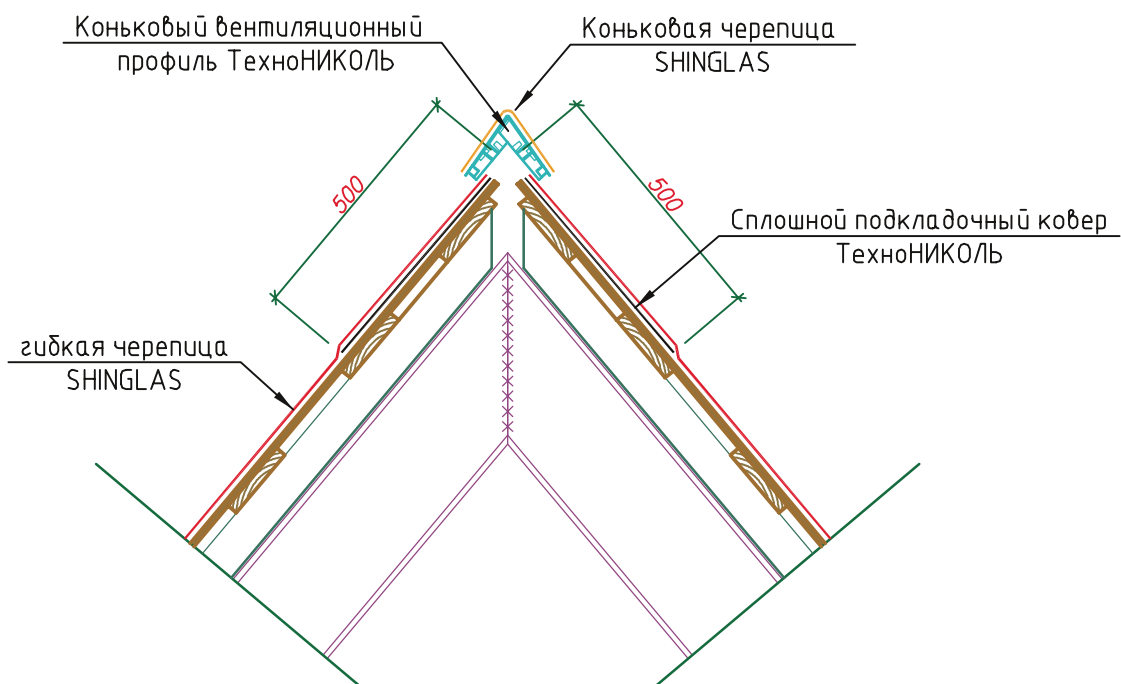 Коньковый вентиляционный
профиль ТехноНИКОЛЬ
Коньковая черепица
SHINGLAS
500
500
Сплошной подкладочный ковер
ТехноНИКОЛЬ
гибкая черепица
SHINGLAS